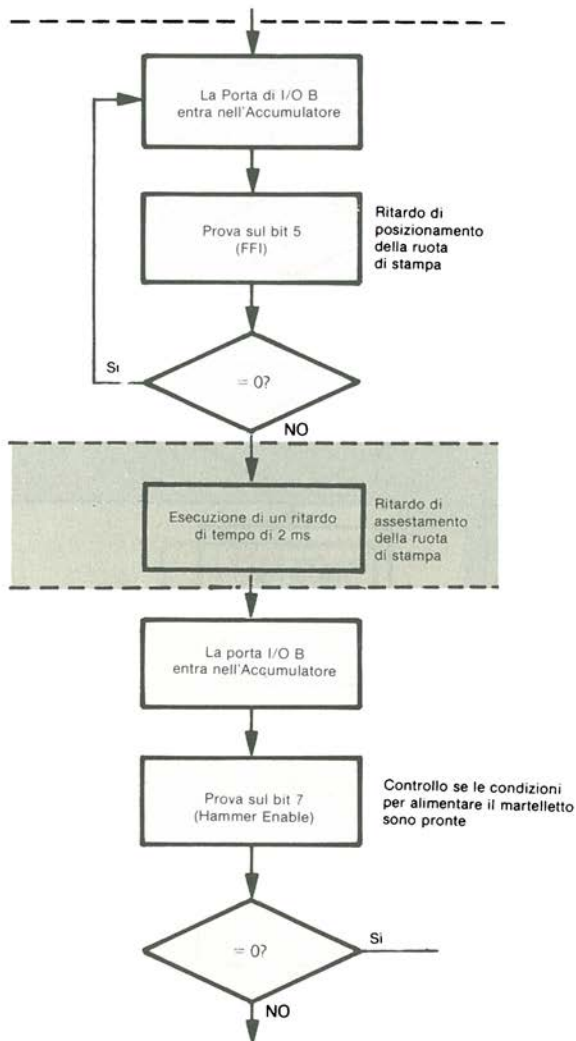 La Porta di I/O B
entra nell'Accumulatore
Prova sul bit 5
(FFI)
Ritardo di
posizionamento
della ruota
di stampa
Sı
= 0?
NO
Esecuzione di un ritardo
di tempo di 2 ms
Ritardo di
assestamento
della ruota
di stampa
La porta I/O B
entra nell'Accumulatore
Prova sul bit 7
(Hammer Enable)
Controllo se le condizioni
per alimentare il martelletto
sono pronte
= 0?
Sì
NO